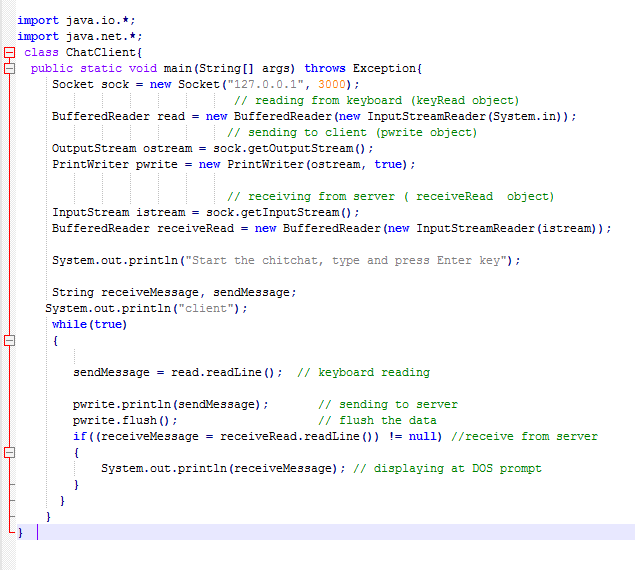 import java.io.*;
import java.net.*;
class ChatClient{
public static void main(String[] args) throws Exception{
Socket sock = new Socket("127.0.0.1", 3000);
// reading from keyboard (keyRead object)
BufferedReader read = new BufferedReader(new InputStreamReader(System.in));
// sending to client (pwrite object)
OutputStream ostream = sock.getOutputStream();
PrintWriter pwrite = new PrintWriter(ostream, true);
// receiving from server ( receiveRead  object)
InputStream istream = sock.getInputStream();
BufferedReader receiveRead = new BufferedReader(new InputStreamReader(istream));
System.out.println("Start the chitchat, type and press Enter key");
String receiveMessage, sendMessage;
System.out.println("client");
while(true)
{
sendMessage = read.readLine();  // keyboard reading
pwrite.println(sendMessage);       // sending to server
pwrite.flush();                    // flush the data
if((receiveMessage = receiveRead.readLine()) != null) //receive from server
{
System.out.println(receiveMessage); // displaying at DOS prompt
}
}
}
}